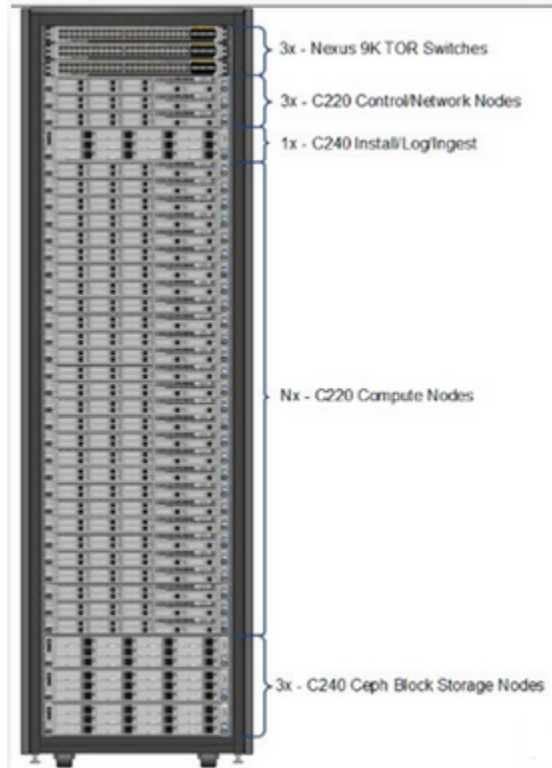 3x - Nexus 9K TOR Switches
3x - C220 Control/Network Nodes
1x - C240 Install/Log/Ingest
Nx - C220 Compute Nodes
3x - C240 Ceph Block Storage Nodes